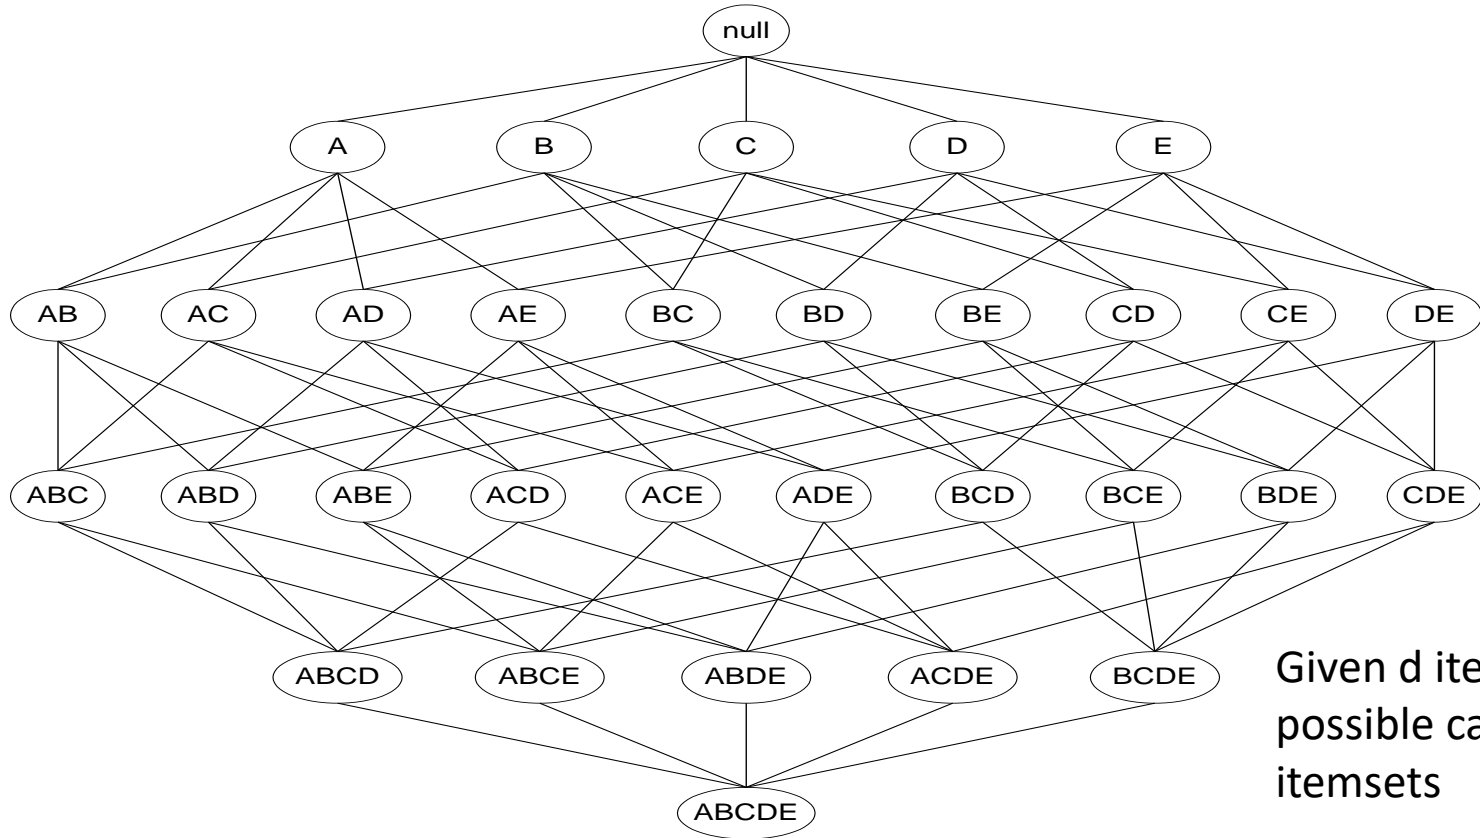 null
A B C D E
AB AC AD AE BC BD BE CD CE DE
ABC ABD ABE ACD ACE ADE BCD BCE BDE CDE
ABCD ABCE ABDE ACDE BCDE
ABCDE
Given d ite
possible ca
itemsets